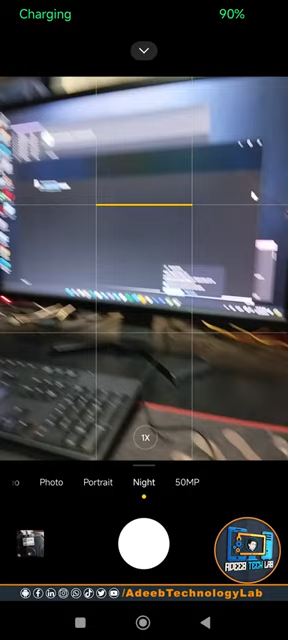 Charging 90%
1X
Photo Portrait Night 50MP
ADEEB TECH LAB
/AdeebTechnologyLab